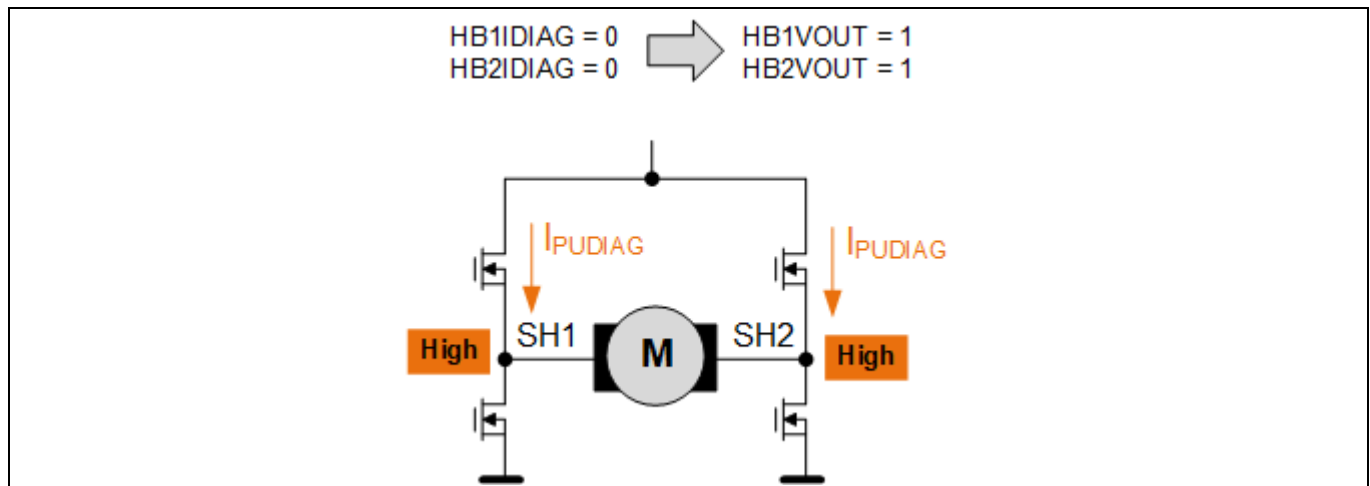 HB1IDIAG = 0 HB1VOUT = 1
HB2IDIAG = 0 HB2VOUT = 1
IPUDIAG IPUDIAG
High SH1 M SH2 High